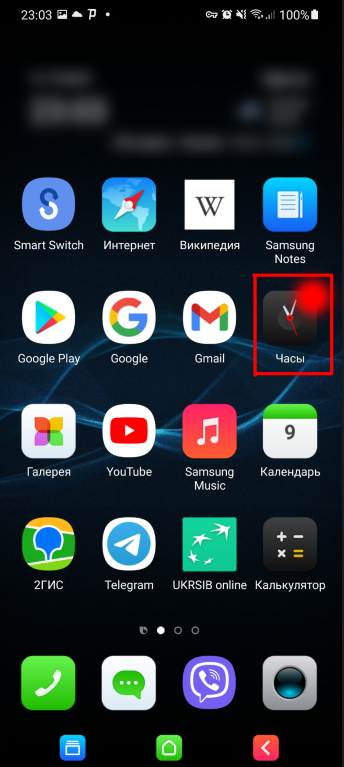 23:03 100%
Smart Switch Интернет Википедия Samsung
Notes
Google Play Google Gmail Часы
Галерея YouTube Samsung Календарь
Music
9
2ГИС Telegram UKRSIB online Калькулятор